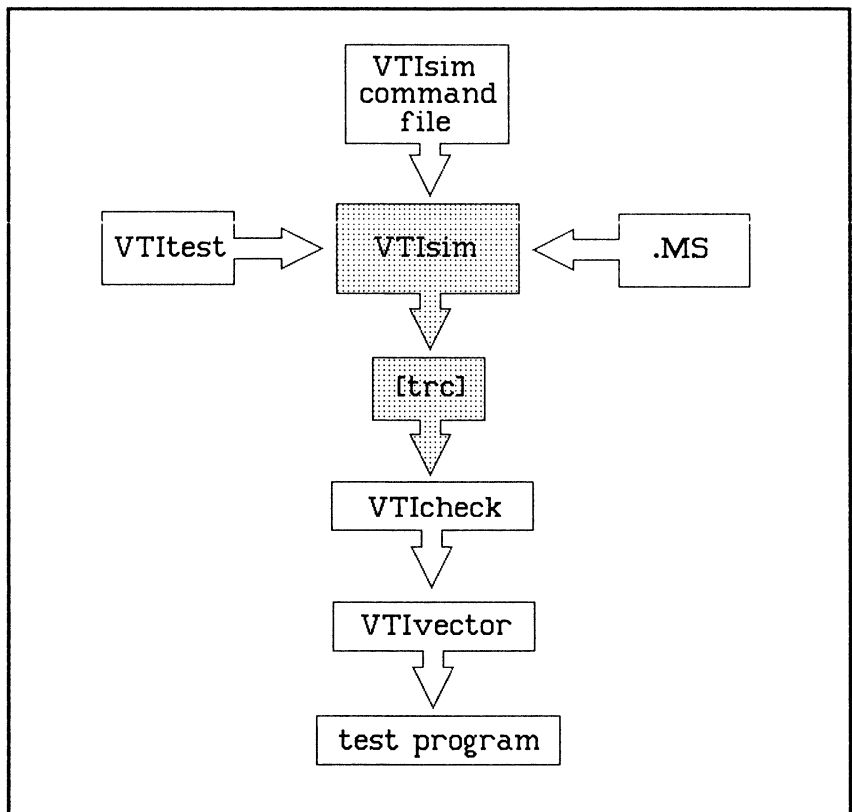 VTIsim
command
file
VTItest
VTIsim
.MS
[trc]
VTIcheck
VTIvector
test program